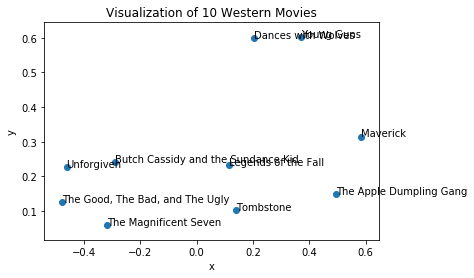 Visualization of 10 Western Movies
0.6
Dances with Wolves
Young Guns
0.5
0.4
Maverick
0.3
Butch Cassidy and the Sundance Kid
Legends of the Fall
Unforgiven
0.2
The Apple Dumpling Gang
The Good, The Bad, and The Ugly
Tombstone
0.1
The Magnificent Seven
y
−0.4
−0.2
0.0
0.2
0.4
0.6
x